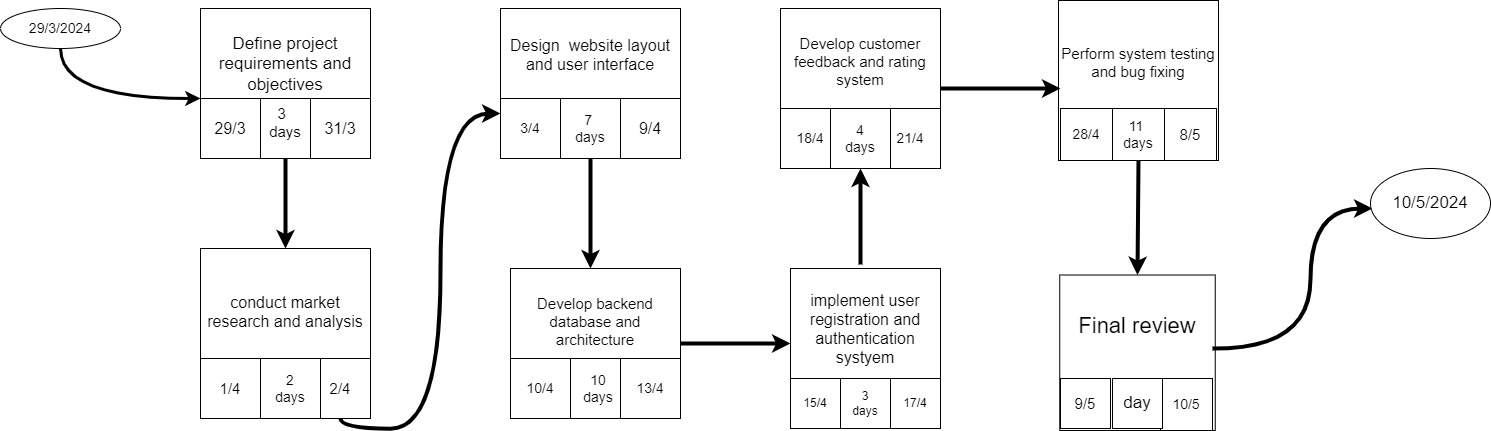 29/3/2024
Define project
requirements and
objectives
29/3
3
days
31/3
conduct market
research and analysis
1/4
2
days
2/4
Design website layout
and user interface
3/4
7
days
9/4
Develop backend
database and
architecture
10/4
10
days
13/4
implement user
registration and
authentication
systyem
15/4
3
days
17/4
Develop customer
feedback and rating
system
18/4
4
days
21/4
Perform system testing
and bug fixing
28/4
11
days
8/5
Final review
9/5
day
10/5
10/5/2024